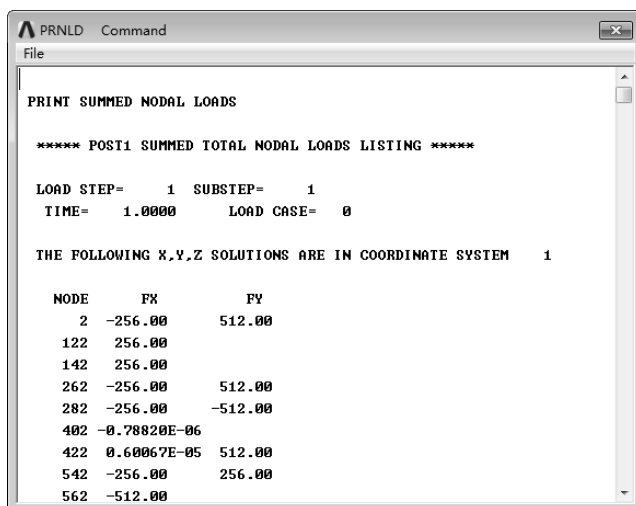 PRNLD Command
File
PRINT SUMMED NODAL LOADS
***** POST1 SUMMED TOTAL NODAL LOADS LISTING *****
LOAD STEP= 1 SUBSTEP= 1
TIME= 1.0000 LOAD CASE= 0
THE FOLLOWING X,Y,Z SOLUTIONS ARE IN COORDINATE SYSTEM 1
NODE FX FY
2 -256.00 512.00
122 256.00
142 256.00
262 -256.00 512.00
282 -256.00 -512.00
402 -0.78820E-06
422 0.60067E-05 512.00
542 -256.00 256.00
562 -512.00